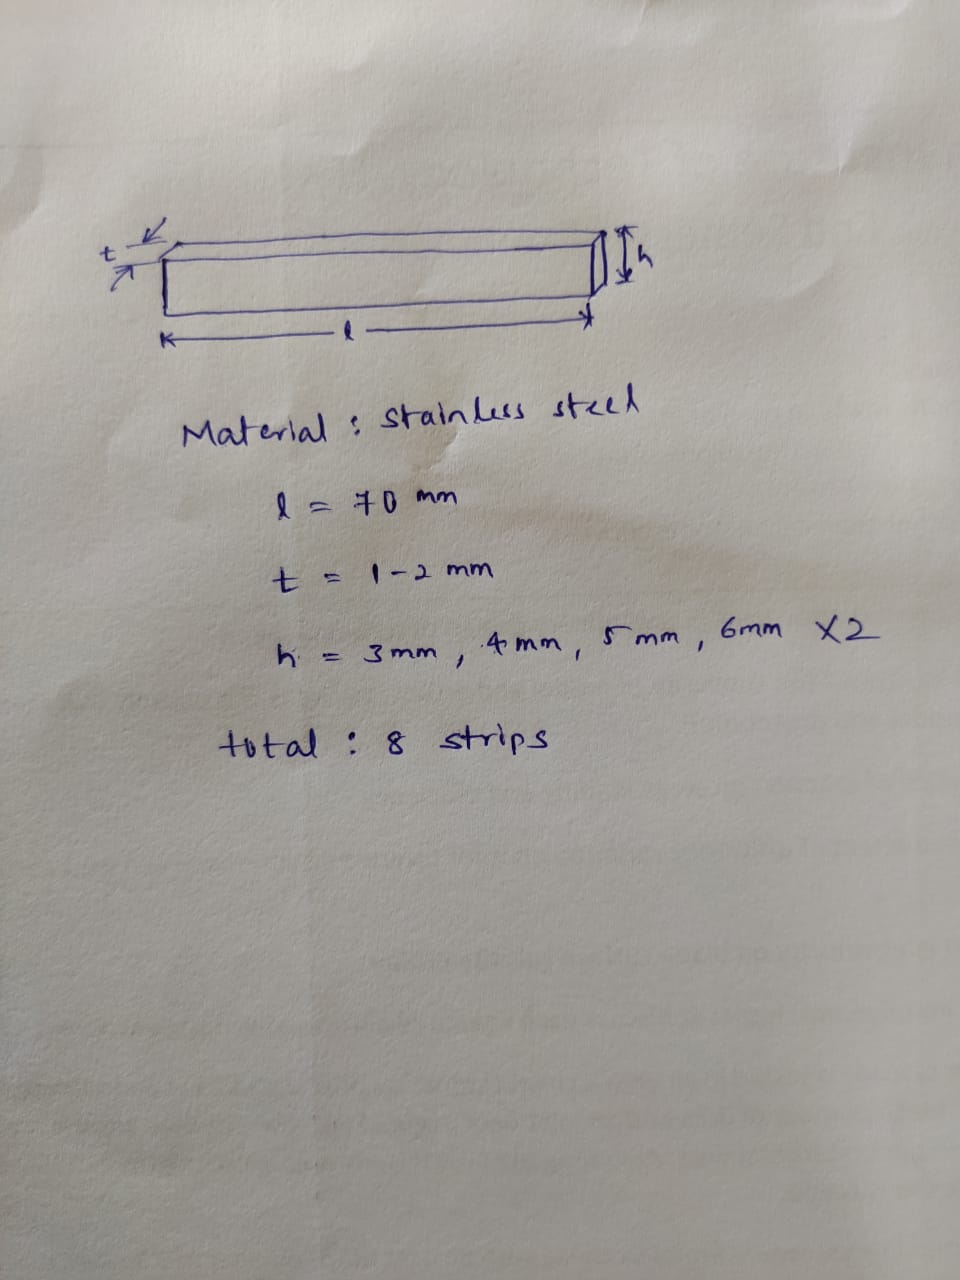 t
h
l
Material : stainless steel
l = 70 mm
t = 1-2 mm
h = 3mm, 4mm, 5mm, 6mm X2
total : 8 strips